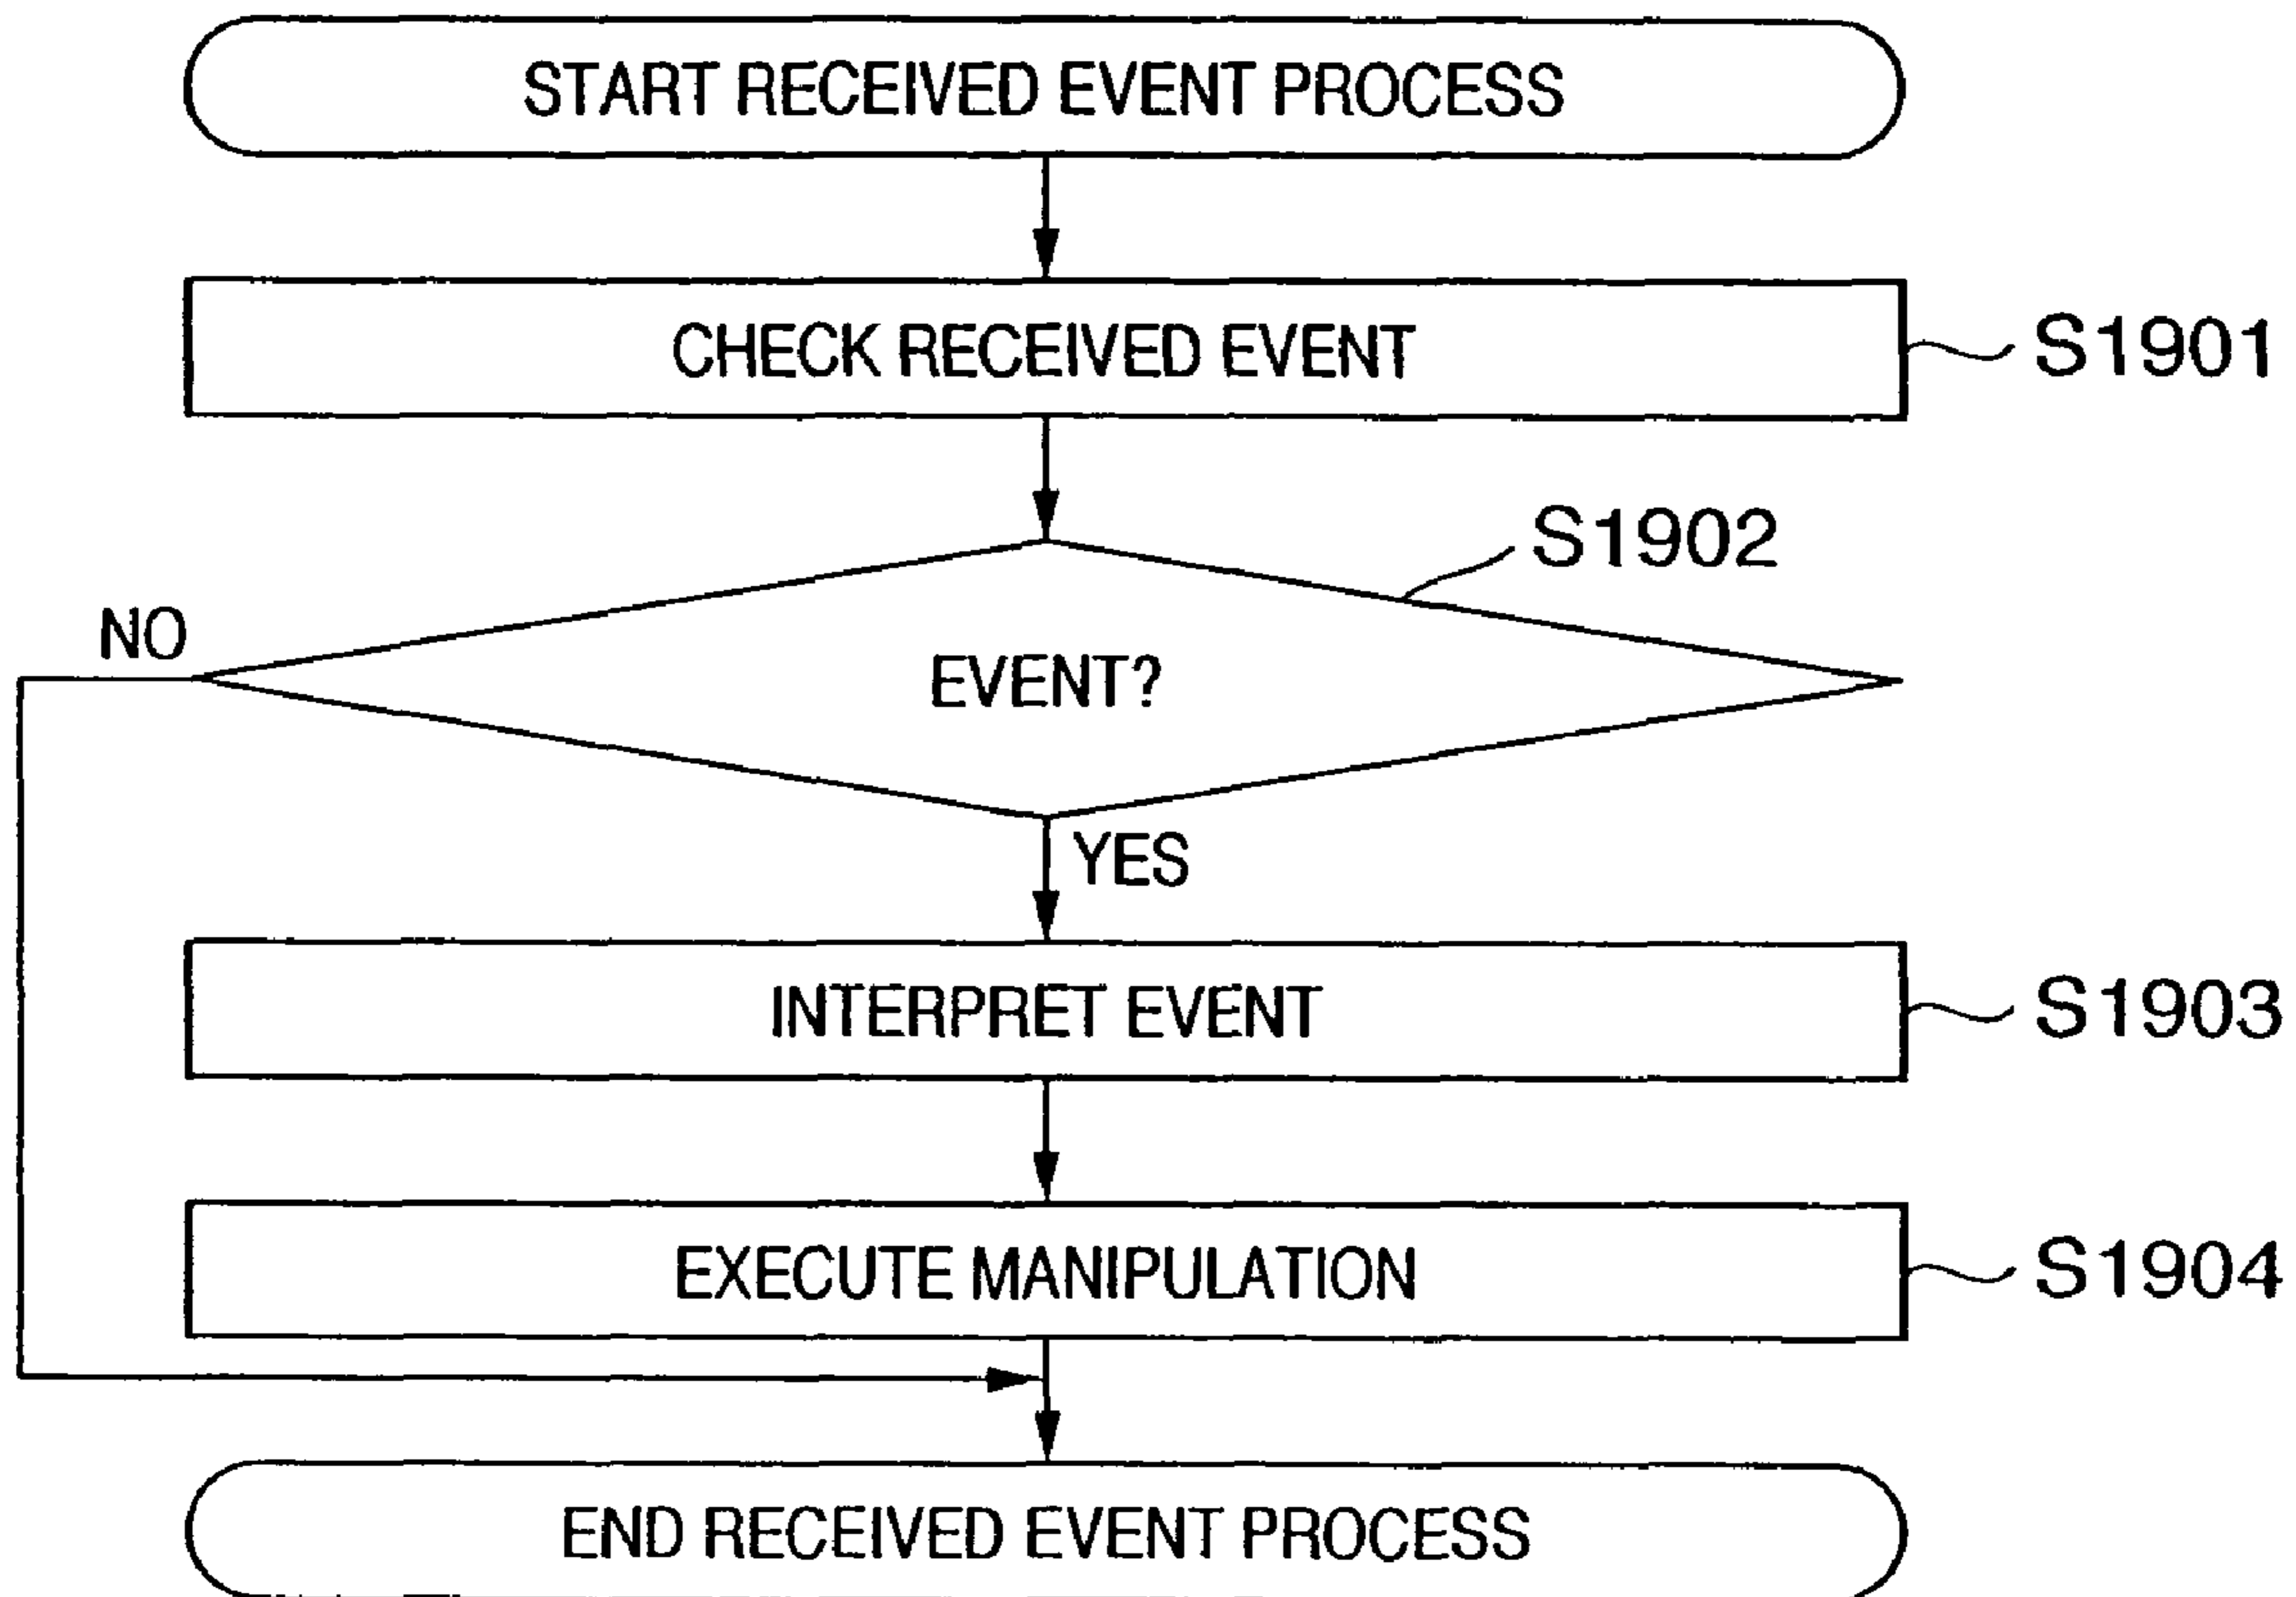 START RECEIVED EVENT PROCESS
CHECK RECEIVED EVENT
S1901
S1902
NO
EVENT?
YES
INTERPRET EVENT
S1903
EXECUTE MANIPULATION
S1904
END RECEIVED EVENT PROCESS